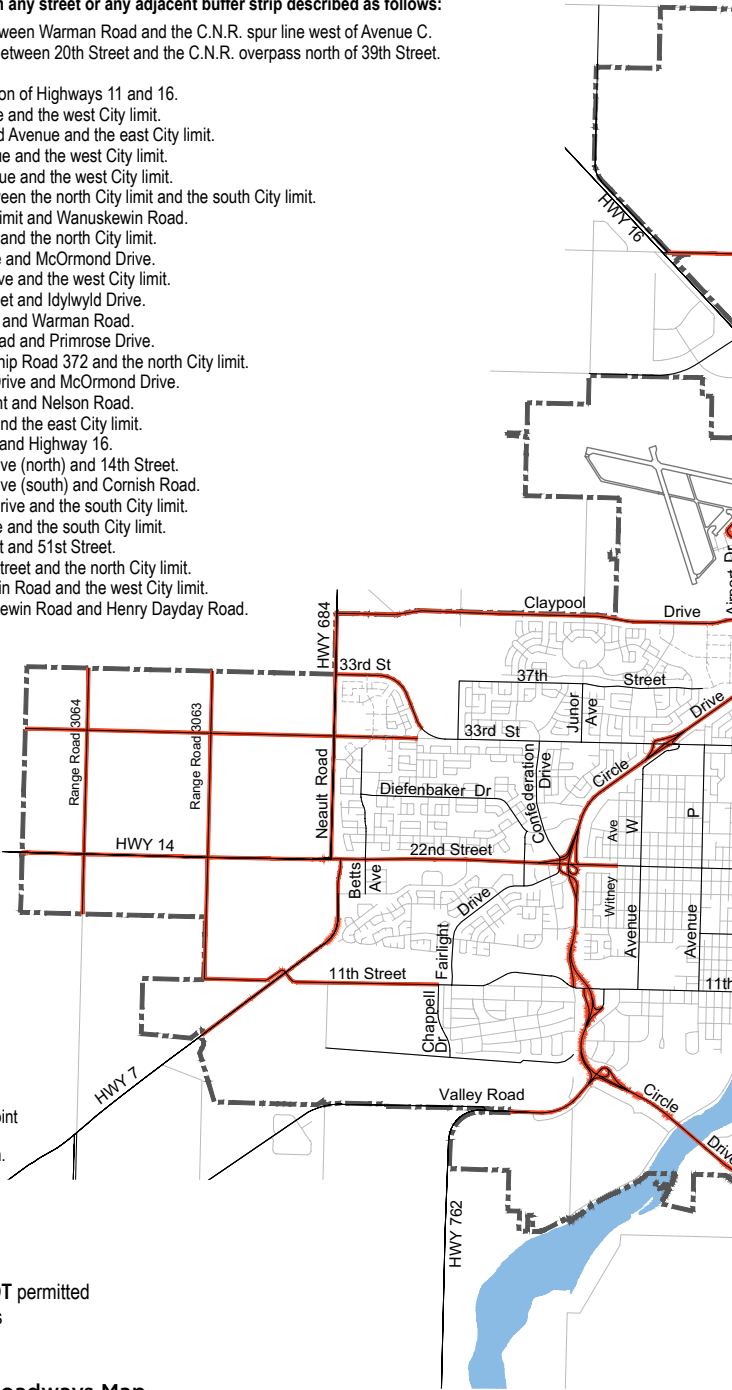 any street or any adjacent buffer strip described as follows:
ween Warman Road and the C.N.R. spur line west of Avenue C.
etween 20th Street and the C.N.R. overpass north of 39th Street.
on of Highways 11 and 16.
e and the west City limit.
d Avenue and the east City limit.
ue and the west City limit.
ue and the west City limit.
ween the north City limit and the south City limit.
imit and Wanuskewin Road.
and the north City limit.
e and McOrmond Drive.
ve and the west City limit.
et and Idylwyld Drive.
and Warman Road.
ad and Primrose Drive.
hip Road 372 and the north City limit.
Drive and McOrmond Drive.
nt and Nelson Road.
nd the east City limit.
and Highway 16.
ve (north) and 14th Street.
ve (south) and Cornish Road.
rive and the south City limit.
e and the south City limit.
t and 51st Street.
treet and the north City limit.
in Road and the west City limit.
ewin Road and Henry Dayday Road.
HWY 16
Airport Dr
Claypool Drive
HWY 684
33rd St
37th Street
Junor Ave
Drive
33rd St
Range Road 3064
Range Road 3063
Neault Road
Confederation Drive
Circle
Diefenbaker Dr
Ave
W
P
HWY 14
22nd Street
Betts Ave
Witney
Drive
Fairlight
Avenue
Avenue
11th Street
11th
Chappell Dr
HWY 7
Valley Road
Circle
Drive
oint
n.
HWY 762
OT permitted
s
oadways Map